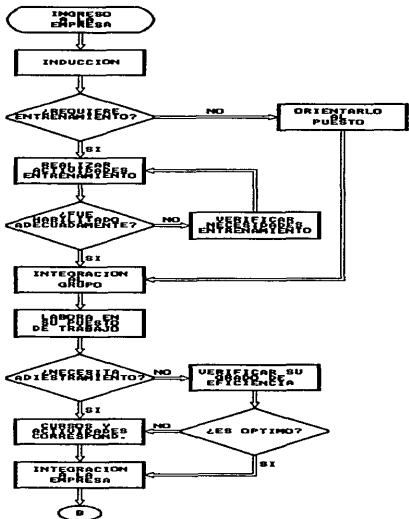 INGRESO
A LA
EMPRESA
INDUCCION
¿REQUIERE
ENTRENAMIENTO?
NO
ORIENTARLO
AL
PUESTO
SI
REALIZAR
ACTIVIDADES
ENTRENAMIENTO
¿FUE
HABILITADO
ADECUADAMENTE?
NO
VERIFICAR
NECESIDADES
ENTRENAMIENTO
SI
INTEGRACION
AL
GRUPO
LABORA EN
SU PUESTO
DE TRABAJO
¿NECESITA
ADIESTRAMIENTO?
NO
VERIFICAR SU
GRADO DE
EFICIENCIA
SI
CURSOS Y
ACTIVIDADES
CORRESPOND.
NO
¿ES OPTIMO?
SI
INTEGRACION
A LA
EMPRESA
B